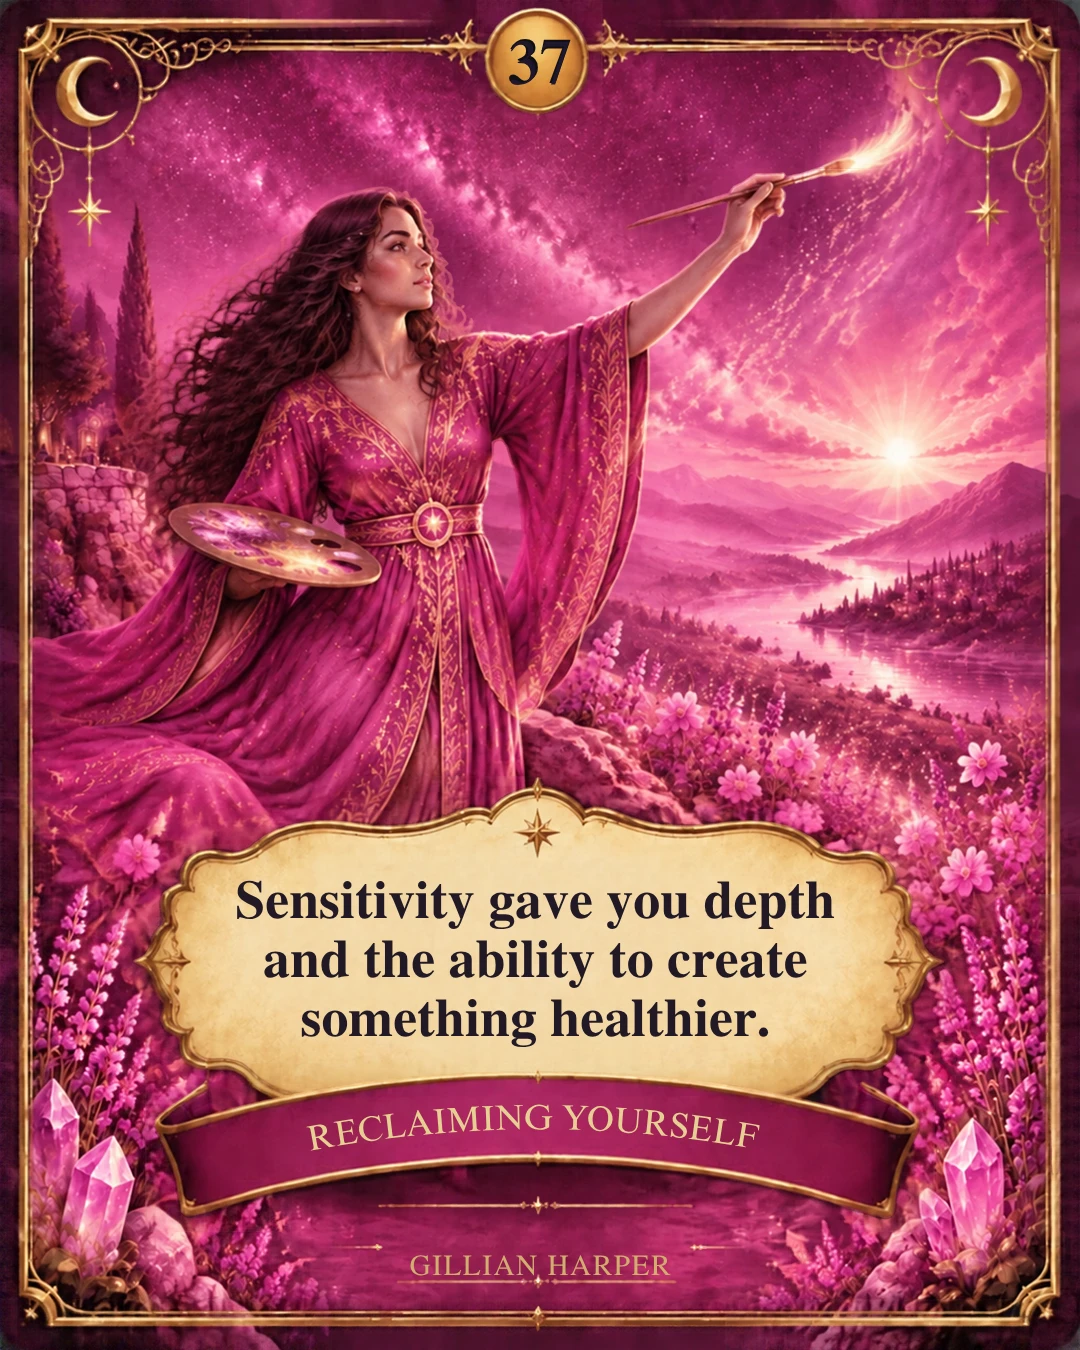 37
Sensitivity gave you depth
and the ability to create
something healthier.
RECLAIMING YOURSELF
GILLIAN HARPER